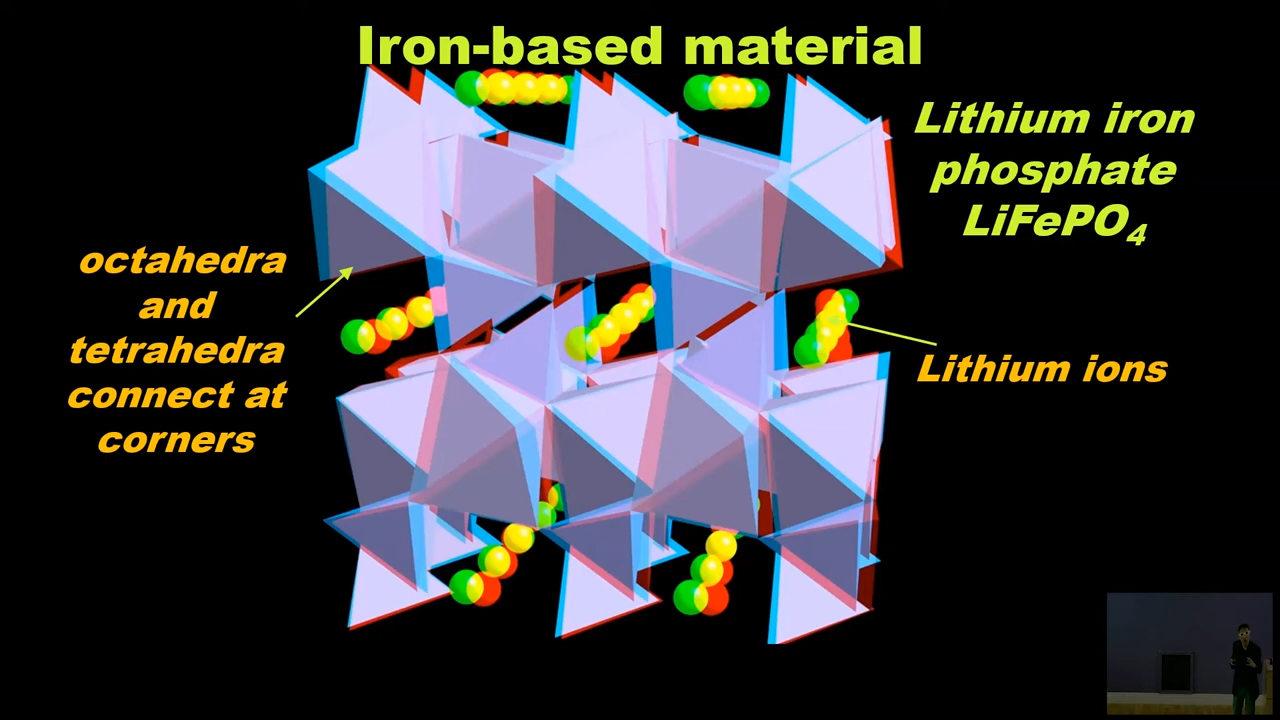 Iron-based material
Lithium iron
phosphate
LiFePO₄
octahedra
and
tetrahedra
connect at
corners
Lithium ions